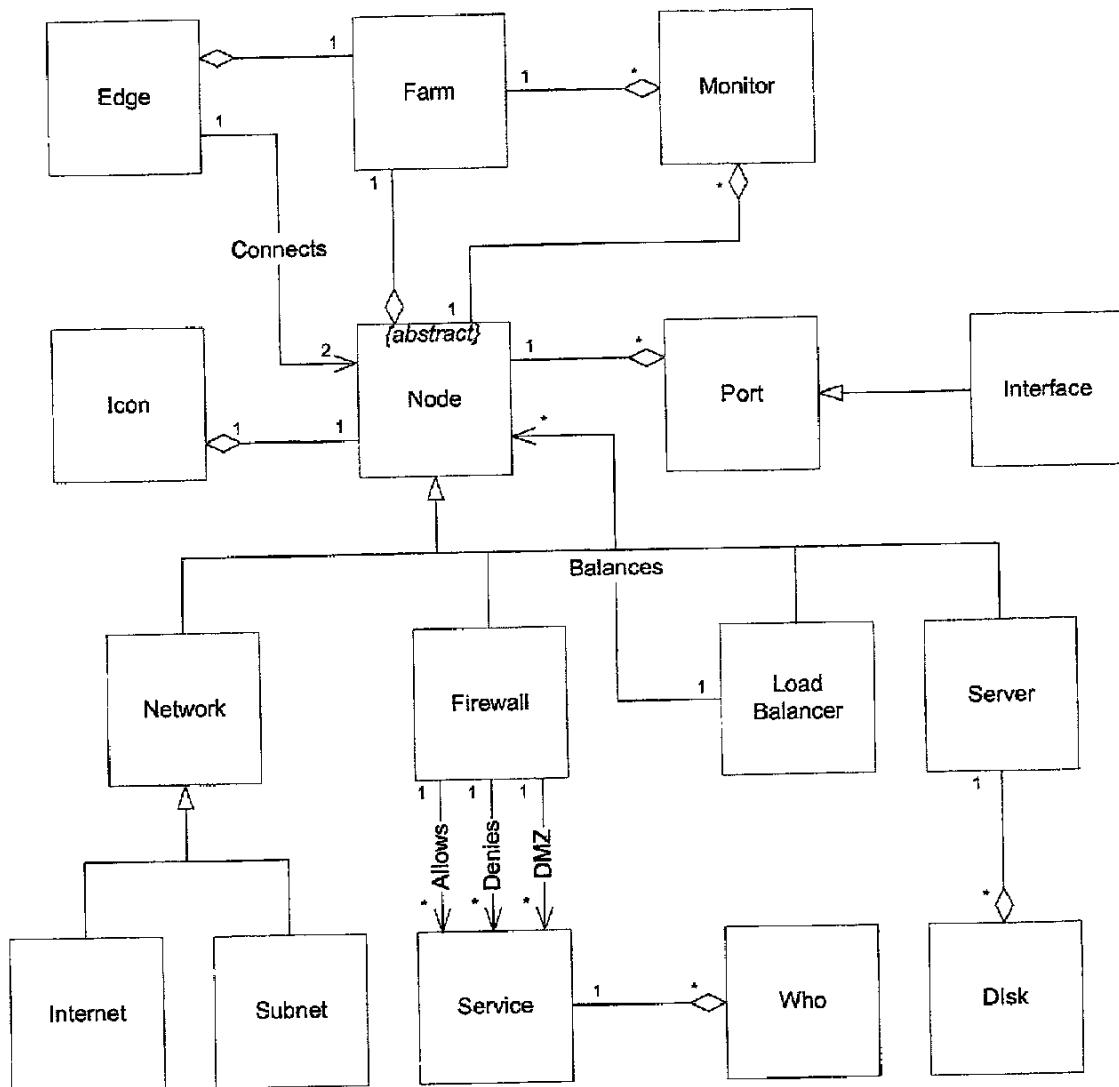 1
1
*
Edge
Farm
Monitor
1
1
*
Connects
1
{abstract}
2
1
*
Icon
Node
Port
Interface
1
1
*
Balances
Network
Firewall
1
Load
Balancer
Server
1
1
1
1
Allows
Denies
DMZ
*
*
*
*
Internet
Subnet
Service
1
*
Who
Disk